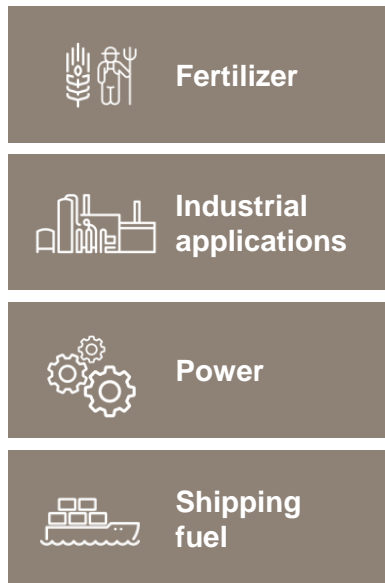 Fertilizer
Industrial
applications
Power
Shipping
fuel